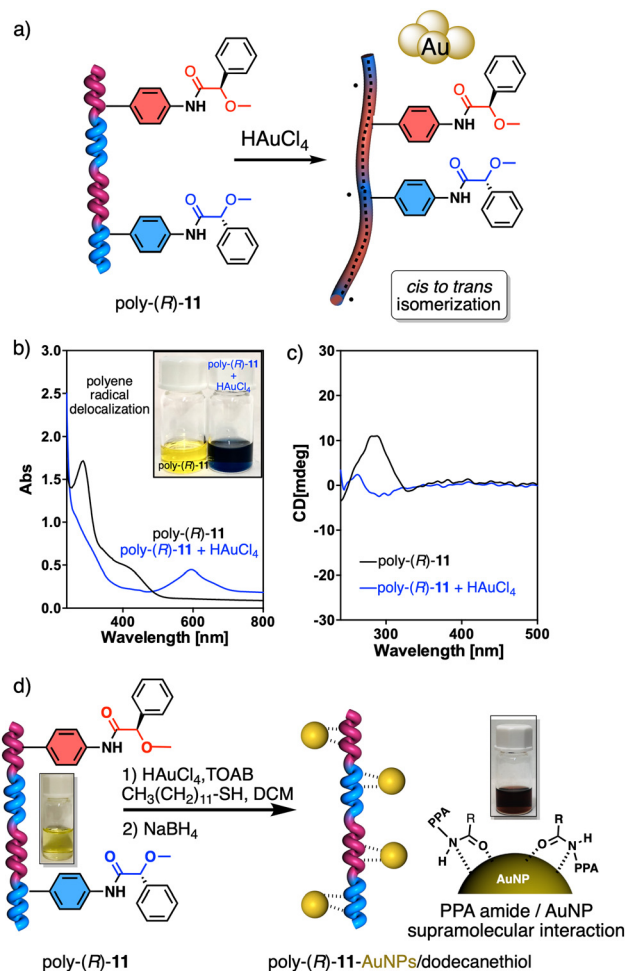 a)
Au
O
NH
O
HAuCl4
O
O
NH
poly-(R)-11
O
NH
O
O
O
NH
cis to trans
isomerization
b)
polyene
radical
delocalization
poly-(R)-11
+
HAuCl4
poly-(R)-11
poly-(R)-11
poly-(R)-11 + HAuCl4
Abs
3.0
2.5
2.0
1.5
1.0
0.5
0.0
400
600
800
Wavelength [nm]
c)
CD[mdeg]
30
20
10
0
-10
-20
-30
poly-(R)-11
poly-(R)-11 + HAuCl4
300
400
500
Wavelength [nm]
d)
O
NH
O
1) HAuCl4,TOAB
CH3(CH2)11-SH, DCM
2) NaBH4
O
O
NH
poly-(R)-11
PPA
R
N
H
O
R
O
N
H
PPA
AuNP
PPA amide / AuNP
supramolecular interaction
poly-(R)-11-AuNPs/dodecanethiol